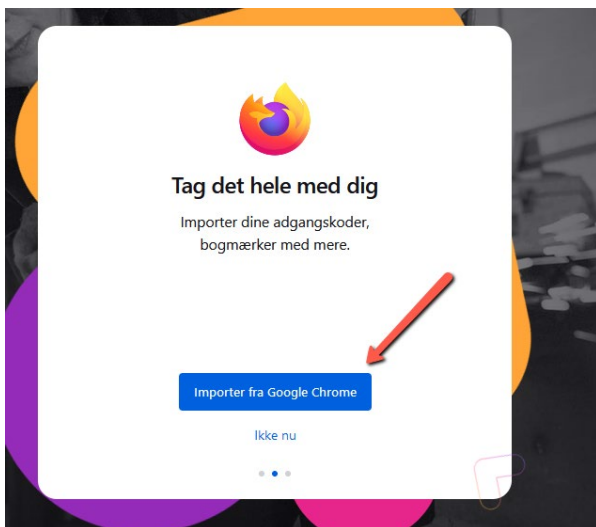 Tag det hele med dig
Importer dine adgangskoder,
bogmærker med mere.
Importer fra Google Chrome
Ikke nu